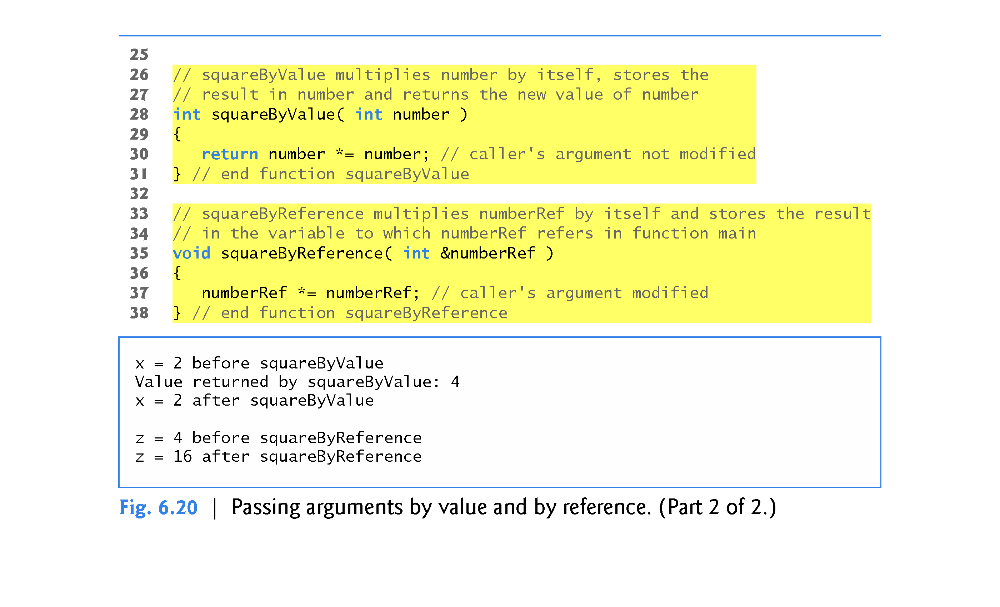 25
26 // squareByValue multiplies number by itself, stores the
27 // result in number and returns the new value of number
28 int squareByValue( int number )
29 {
30    return number *= number; // caller's argument not modified
31 } // end function squareByValue
32
33 // squareByReference multiplies numberRef by itself and stores the result
34 // in the variable to which numberRef refers in function main
35 void squareByReference( int &numberRef )
36 {
37    numberRef *= numberRef; // caller's argument modified
38 } // end function squareByReference
x = 2 before squareByValue
Value returned by squareByValue: 4
x = 2 after squareByValue
z = 4 before squareByReference
z = 16 after squareByReference
Fig. 6.20 | Passing arguments by value and by reference. (Part 2 of 2.)